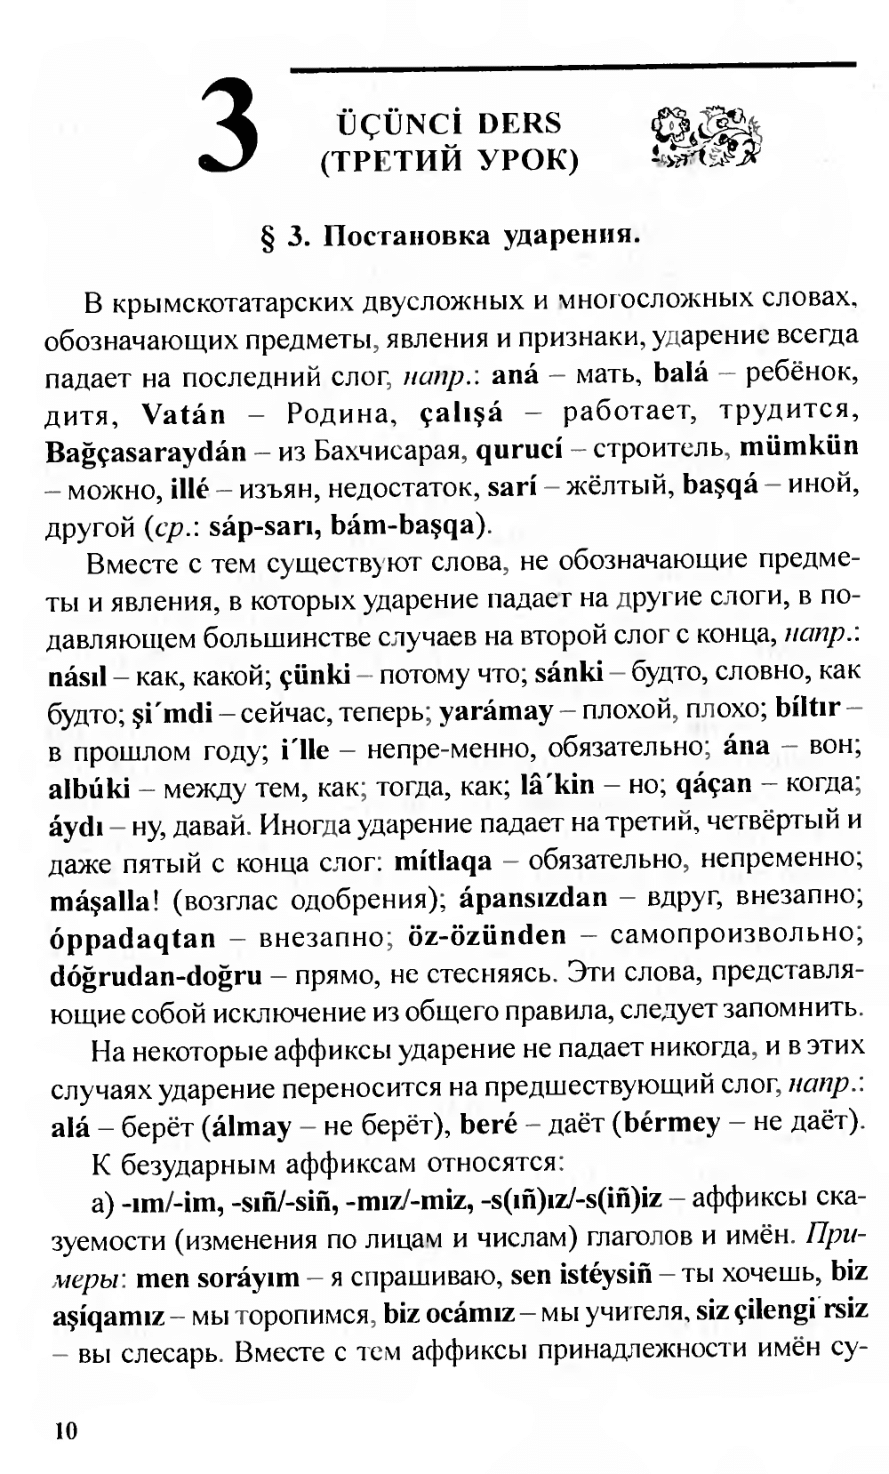 3
ÜÇÜNCİ DERS
(ТРЕТИЙ УРОК)
§ 3. Постановка ударения.
В крымскотатарских двусложных и многосложных словах,
обозначающих предметы, явления и признаки, ударение всегда
падает на последний слог, напр.: aná – мать, balá – ребёнок,
дитя, Vatán – Родина, çalışá – работает, трудится,
Bağçasaraydán – из Бахчисарая, qurucí – строитель, mümkün
– можно, illé – изъян, недостаток, sarí – жёлтый, başqá – иной,
другой (ср.: sáp-sarı, bám-başqa).
Вместе с тем существуют слова, не обозначающие предме-
ты и явления, в которых ударение падает на другие слоги, в по-
давляющем большинстве случаев на второй слог с конца, напр.:
násıl – как, какой; çünki – потому что; sánki – будто, словно, как
будто; şi´mdi – сейчас, теперь; yarámay – плохой, плохо; bíltır –
в прошлом году; i´lle – непре-менно, обязательно; ána – вон;
albúki – между тем, как; тогда, как; lâ´kin – но; qáçan – когда;
áydı – ну, давай. Иногда ударение падает на третий, четвёртый и
даже пятый с конца слог: mítlaqa – обязательно, непременно;
máşalla! (возглас одобрения); ápansızdan – вдруг, внезапно;
óppadaqtan – внезапно; öz-özünden – самопроизвольно;
dóğrudan-doğru – прямо, не стесняясь. Эти слова, представля-
ющие собой исключение из общего правила, следует запомнить.
На некоторые аффиксы ударение не падает никогда, и в этих
случаях ударение переносится на предшествующий слог, напр.:
alá – берёт (álmay – не берёт), beré – даёт (bérmey – не даёт).
К безударным аффиксам относятся:
а) -ım/-im, -sıñ/-siñ, -mız/-miz, -s(ıñ)ız/-s(iñ)iz – аффиксы ска-
зуемости (изменения по лицам и числам) глаголов и имён. При-
меры: men soráyım – я спрашиваю, sen istéysiñ – ты хочешь, biz
aşíqamız – мы торопимся, biz ocámız – мы учителя, siz çilengi´rsiz
– вы слесарь. Вместе с тем аффиксы принадлежности имён су-
10